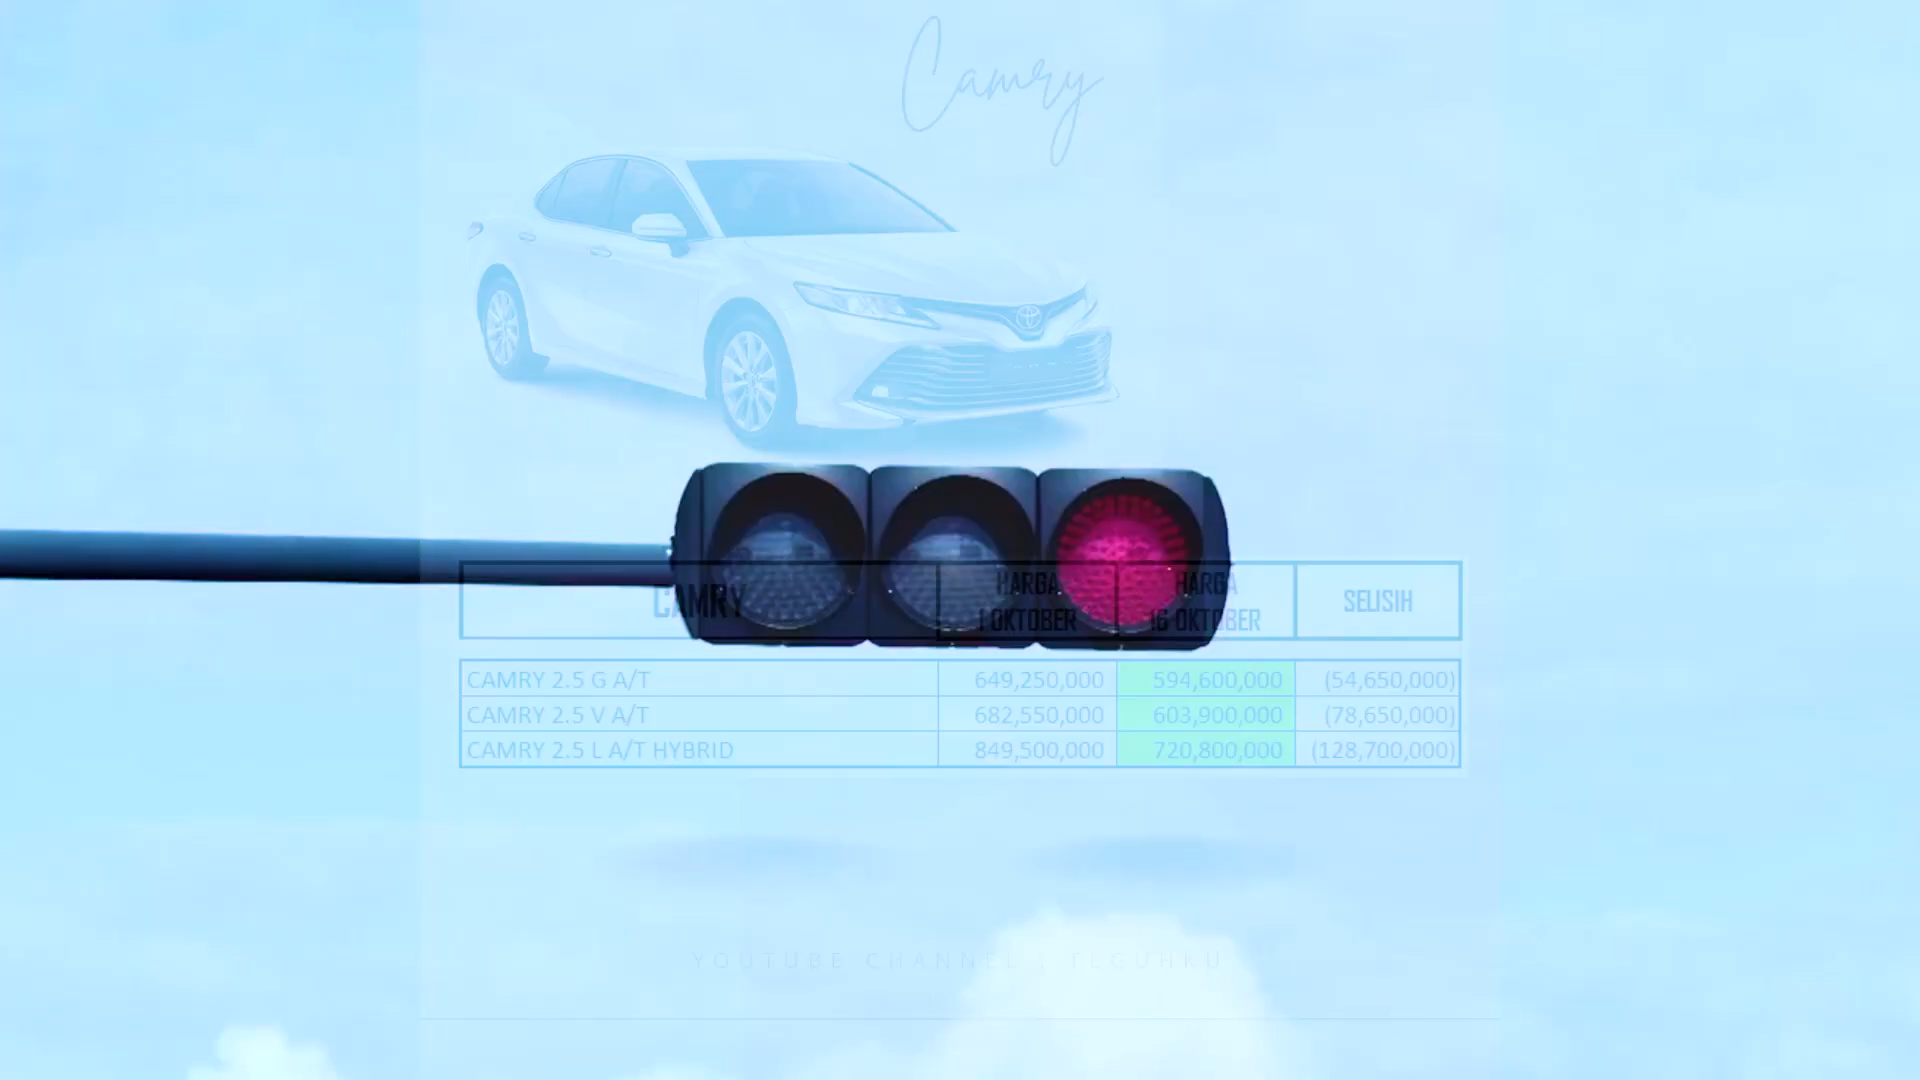 Camry
CAMRY HARGA 1 OKTOBER HARGA 16 OKTOBER SELISIH
CAMRY 2.5 G A/T 649,250,000 594,600,000 (54,650,000)
CAMRY 2.5 V A/T 682,550,000 603,900,000 (78,650,000)
CAMRY 2.5 L A/T HYBRID 849,500,000 720,800,000 (128,700,000)
YOUTUBE CHANNEL : TEGUHKU